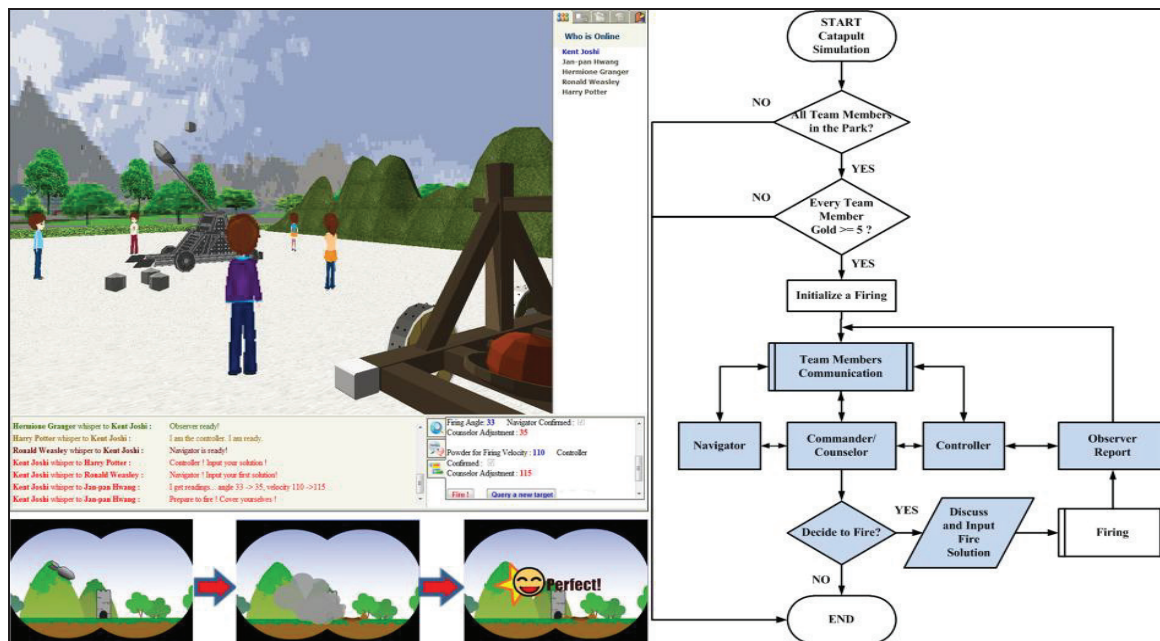 Who is Online
Kent Joshi
Jan-pan Hwang
Hermione Granger
Ronald Weasley
Harry Potter
Hermione Granger whisper to Kent Joshi : Observer ready!
Harry Potter whisper to Kent Joshi : I am the controller. I am ready.
Ronald Weasley whisper to Kent Joshi : Navigator is ready!
Kent Joshi whisper to Harry Potter : Controller ! Input your solution !
Kent Joshi whisper to Ronald Weasley : Navigator ! Input your first solution!
Kent Joshi whisper to Jan-pan Hwang : I get readings... angle 33 -> 35, velocity 110 ->115
Kent Joshi whisper to Jan-pan Hwang : Prepare to fire ! Cover yourselves !
Firing Angle: 33 Navigator Confirmed :
Counselor Adjustment : 35
Powder for Firing Velocity : 110 Controller
Confirmed :
Counselor Adjustment : 115
Fire ! Query a new target
Perfect!
START
Catapult
Simulation
NO
All Team Members
in the Park?
YES
NO
Every Team
Member
Gold >= 5 ?
YES
Initialize a Firing
Team Members
Communication
Navigator
Commander/
Counselor
Controller
Observer
Report
Decide to Fire?
YES
Discuss
and Input
Fire
Solution
Firing
NO
END